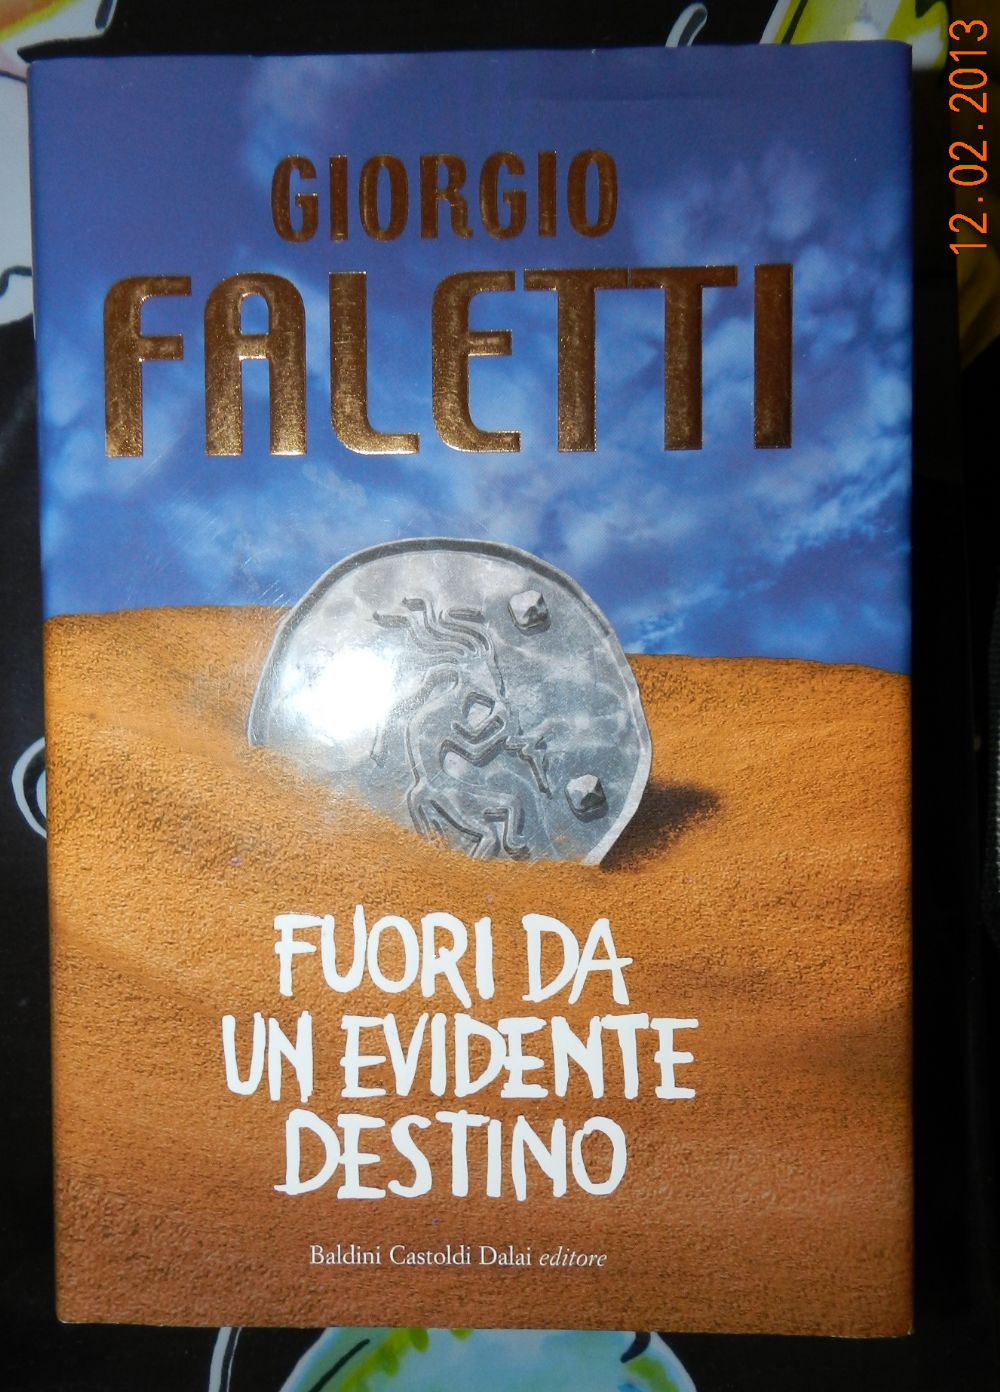 GIORGIO
FALETTI
FUORI DA
UN EVIDENTE
DESTINO
Baldini Castoldi Dalai editore
12.02.2013